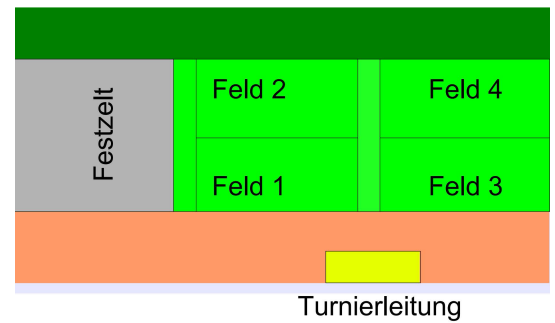 Festzelt
Feld 2
Feld 4
Feld 1
Feld 3
Turnierleitung